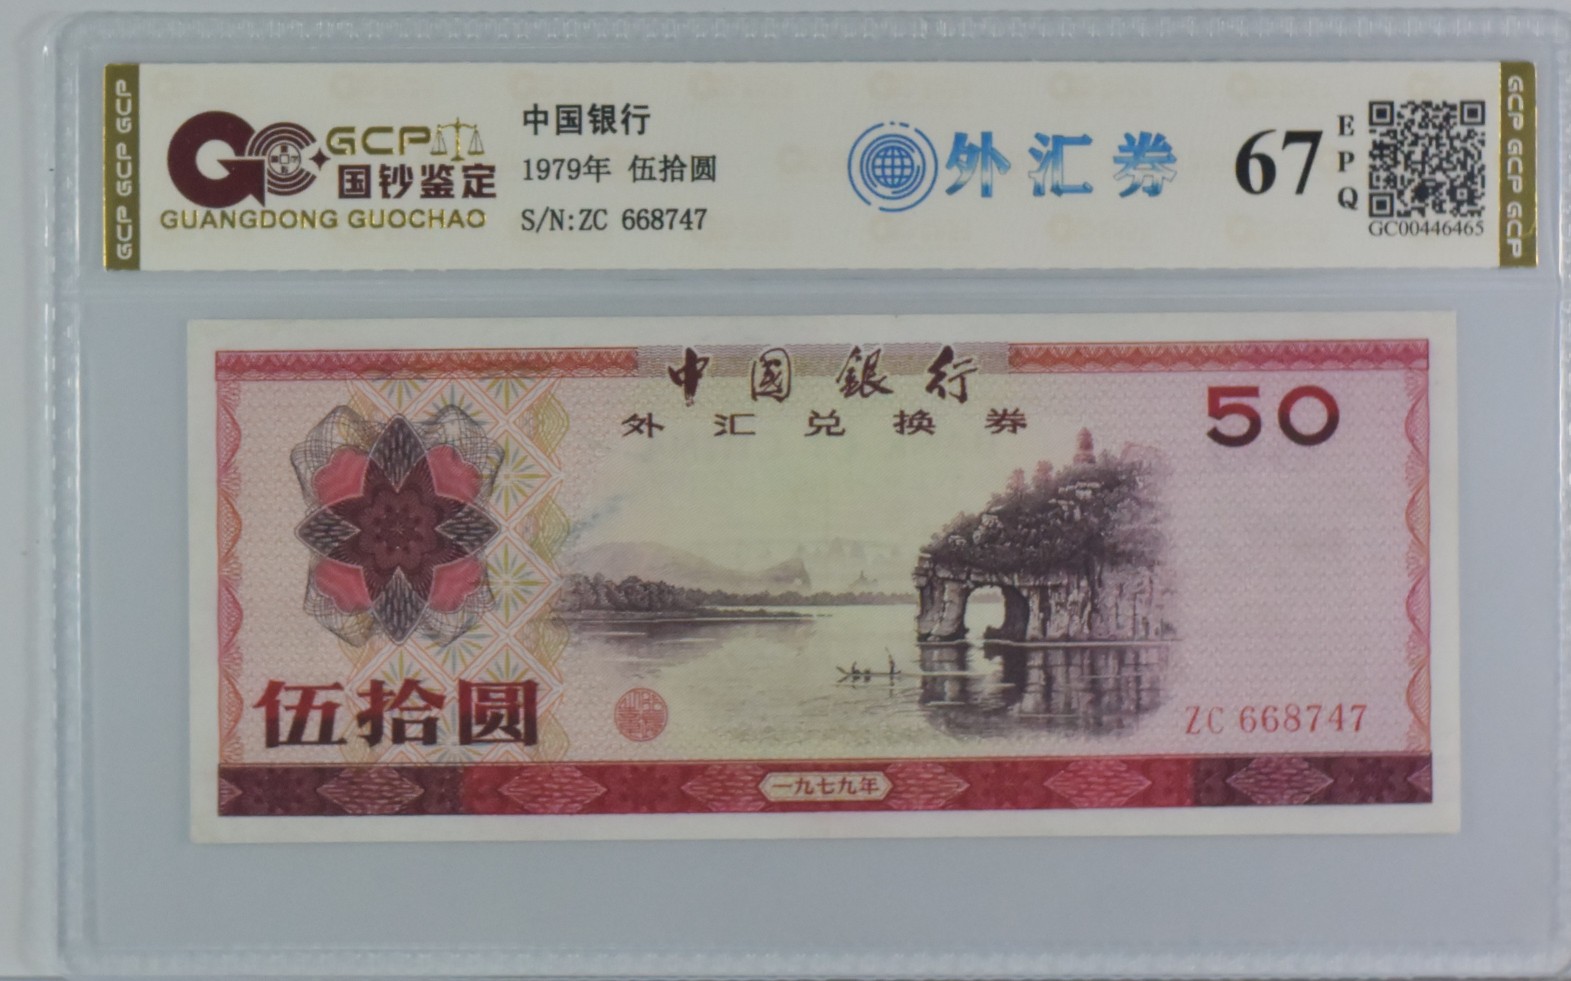 GCP GCP GCP
GCP
国钞鉴定
GUANGDONG GUOCHAO
中国银行
1979年 伍拾圆
S/N:ZC 668747
外汇券
67
EPQ
GC00446465
GCP GCP GCP
中國銀行
外汇兑换券
50
伍拾圆
ZC 668747
一九七九年